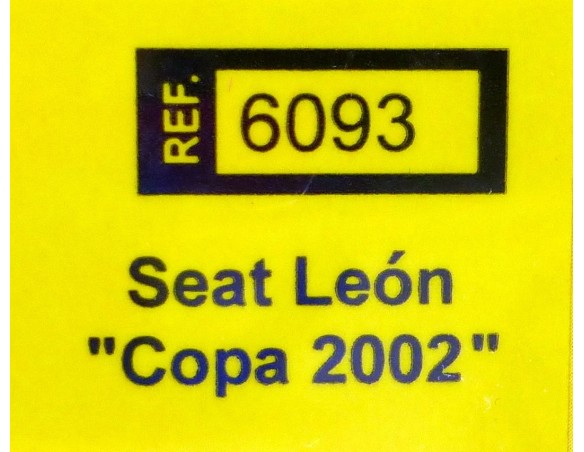 REF. 6093
Seat León
"Copa 2002"